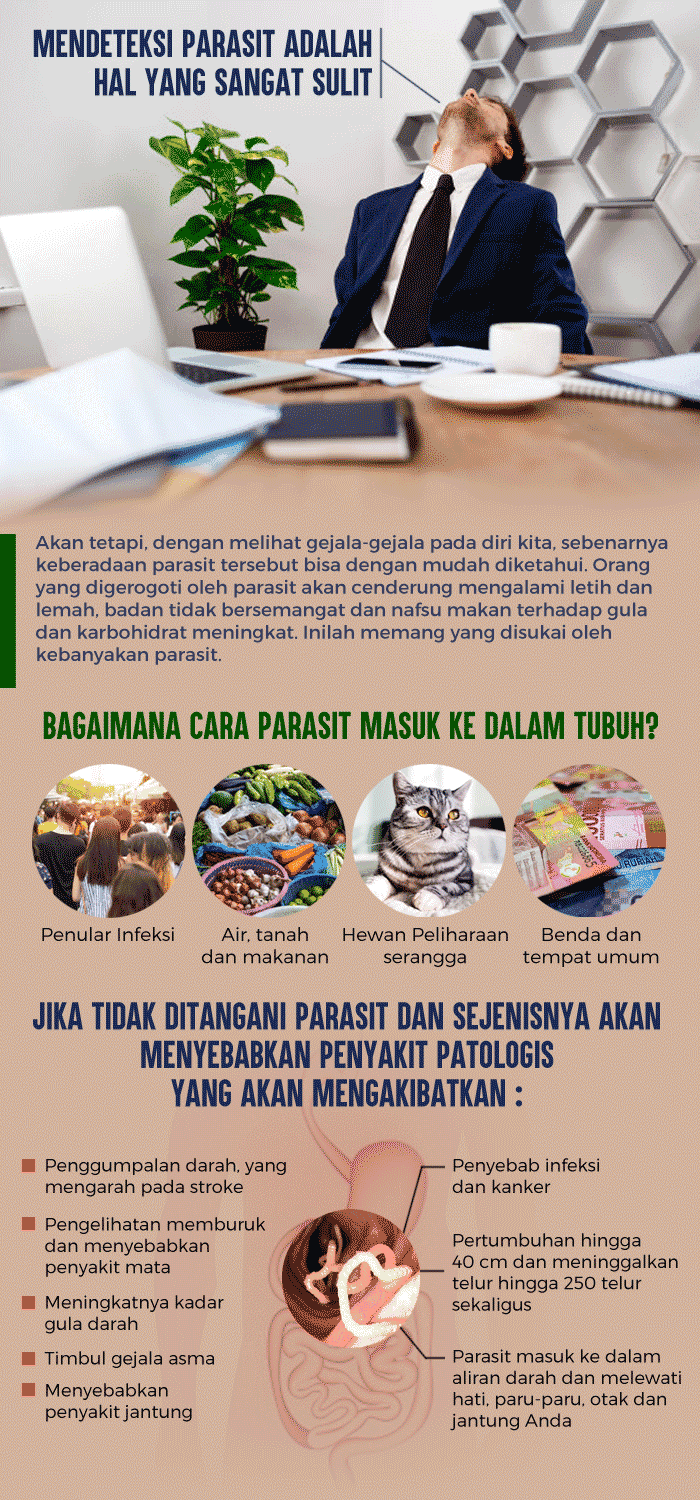 MENDETEKSI PARASIT ADALAH
HAL YANG SANGAT SULIT
Akan tetapi, dengan melihat gejala-gejala pada diri kita, sebenarnya
keberadaan parasit tersebut bisa dengan mudah diketahui. Orang
yang digerogoti oleh parasit akan cenderung mengalami letih dan
lemah, badan tidak bersemangat dan nafsu makan terhadap gula
dan karbohidrat meningkat. Inilah memang yang disukai oleh
kebanyakan parasit.
BAGAIMANA CARA PARASIT MASUK KE DALAM TUBUH?
Penular Infeksi
Air, tanah
dan makanan
Hewan Peliharaan
serangga
Benda dan
tempat umum
JIKA TIDAK DITANGANI PARASIT DAN SEJENISNYA AKAN
MENYEBABKAN PENYAKIT PATOLOGIS
YANG AKAN MENGAKIBATKAN :
Penggumpalan darah, yang
mengarah pada stroke
Pengelihatan memburuk
dan menyebabkan
penyakit mata
Meningkatnya kadar
gula darah
Timbul gejala asma
Menyebabkan
penyakit jantung
Penyebab infeksi
dan kanker
Pertumbuhan hingga
40 cm dan meninggalkan
telur hingga 250 telur
sekaligus
Parasit masuk ke dalam
aliran darah dan melewati
hati, paru-paru, otak dan
jantung Anda